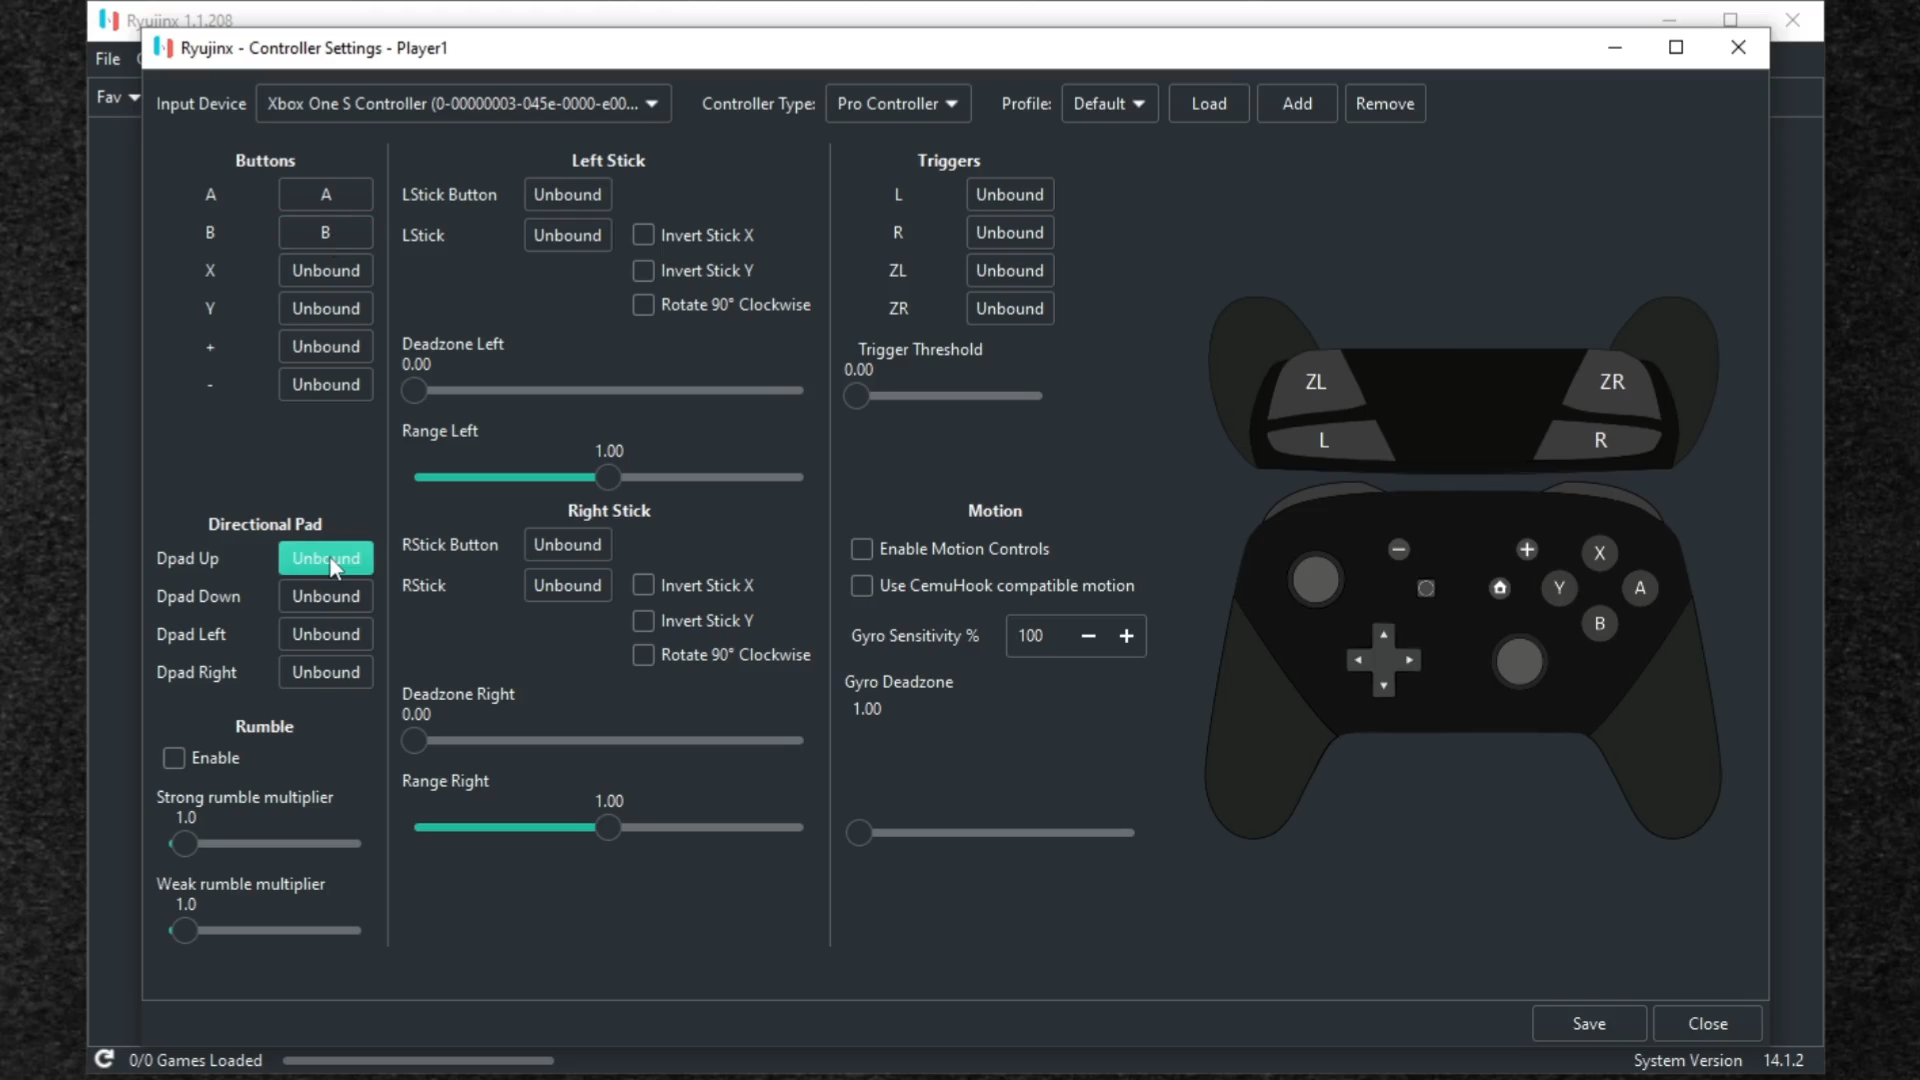 Ryujinx 1.1.208
Ryujinx - Controller Settings - Player1
File
Fav
Input Device Xbox One S Controller (0-00000003-045e-0000-e00... Controller Type: Pro Controller Profile: Default Load Add Remove
Buttons
A A
B B
X Unbound
Y Unbound
+ Unbound
- Unbound
Directional Pad
Dpad Up Unbound
Dpad Down Unbound
Dpad Left Unbound
Dpad Right Unbound
Rumble
Enable
Strong rumble multiplier
1.0
Weak rumble multiplier
1.0
Left Stick
LStick Button Unbound
LStick Unbound Invert Stick X
Invert Stick Y
Rotate 90° Clockwise
Deadzone Left
0.00
Range Left
1.00
Right Stick
RStick Button Unbound
RStick Unbound Invert Stick X
Invert Stick Y
Rotate 90° Clockwise
Deadzone Right
0.00
Range Right
1.00
Triggers
L Unbound
R Unbound
ZL Unbound
ZR Unbound
Trigger Threshold
0.00
Motion
Enable Motion Controls
Use CemuHook compatible motion
Gyro Sensitivity % 100 − +
Gyro Deadzone
1.00
ZL ZR
L R
− + X
Y A
B
Save Close
0/0 Games Loaded System Version 14.1.2